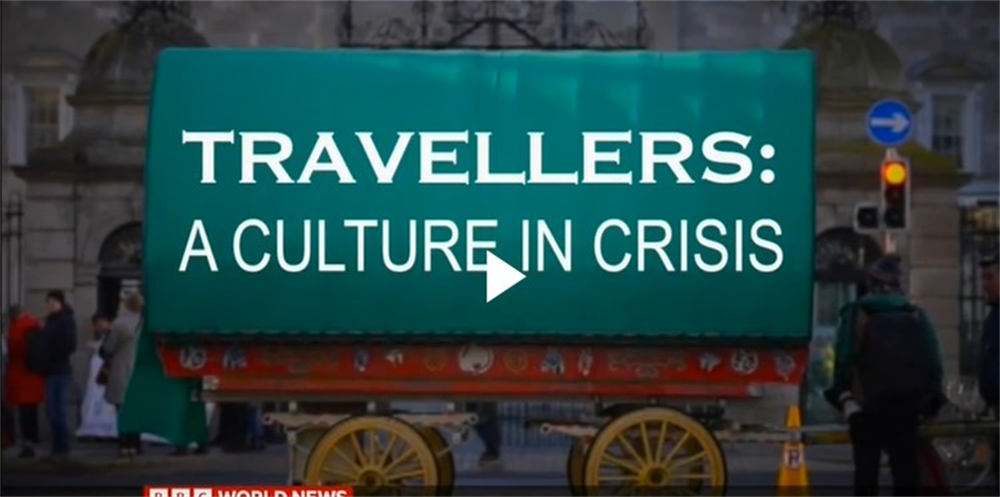 TRAVELLERS:
A CULTURE IN CRISIS
BBC WORLD NEWS